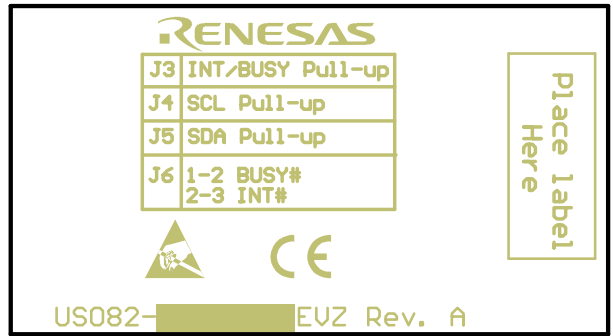 RENESAS
J3 INT/BUSY Pull-up
J4 SCL Pull-up
J5 SDA Pull-up
J6 1-2 BUSY#
2-3 INT#
CE
US082-
EVZ Rev. A
Place label
Here